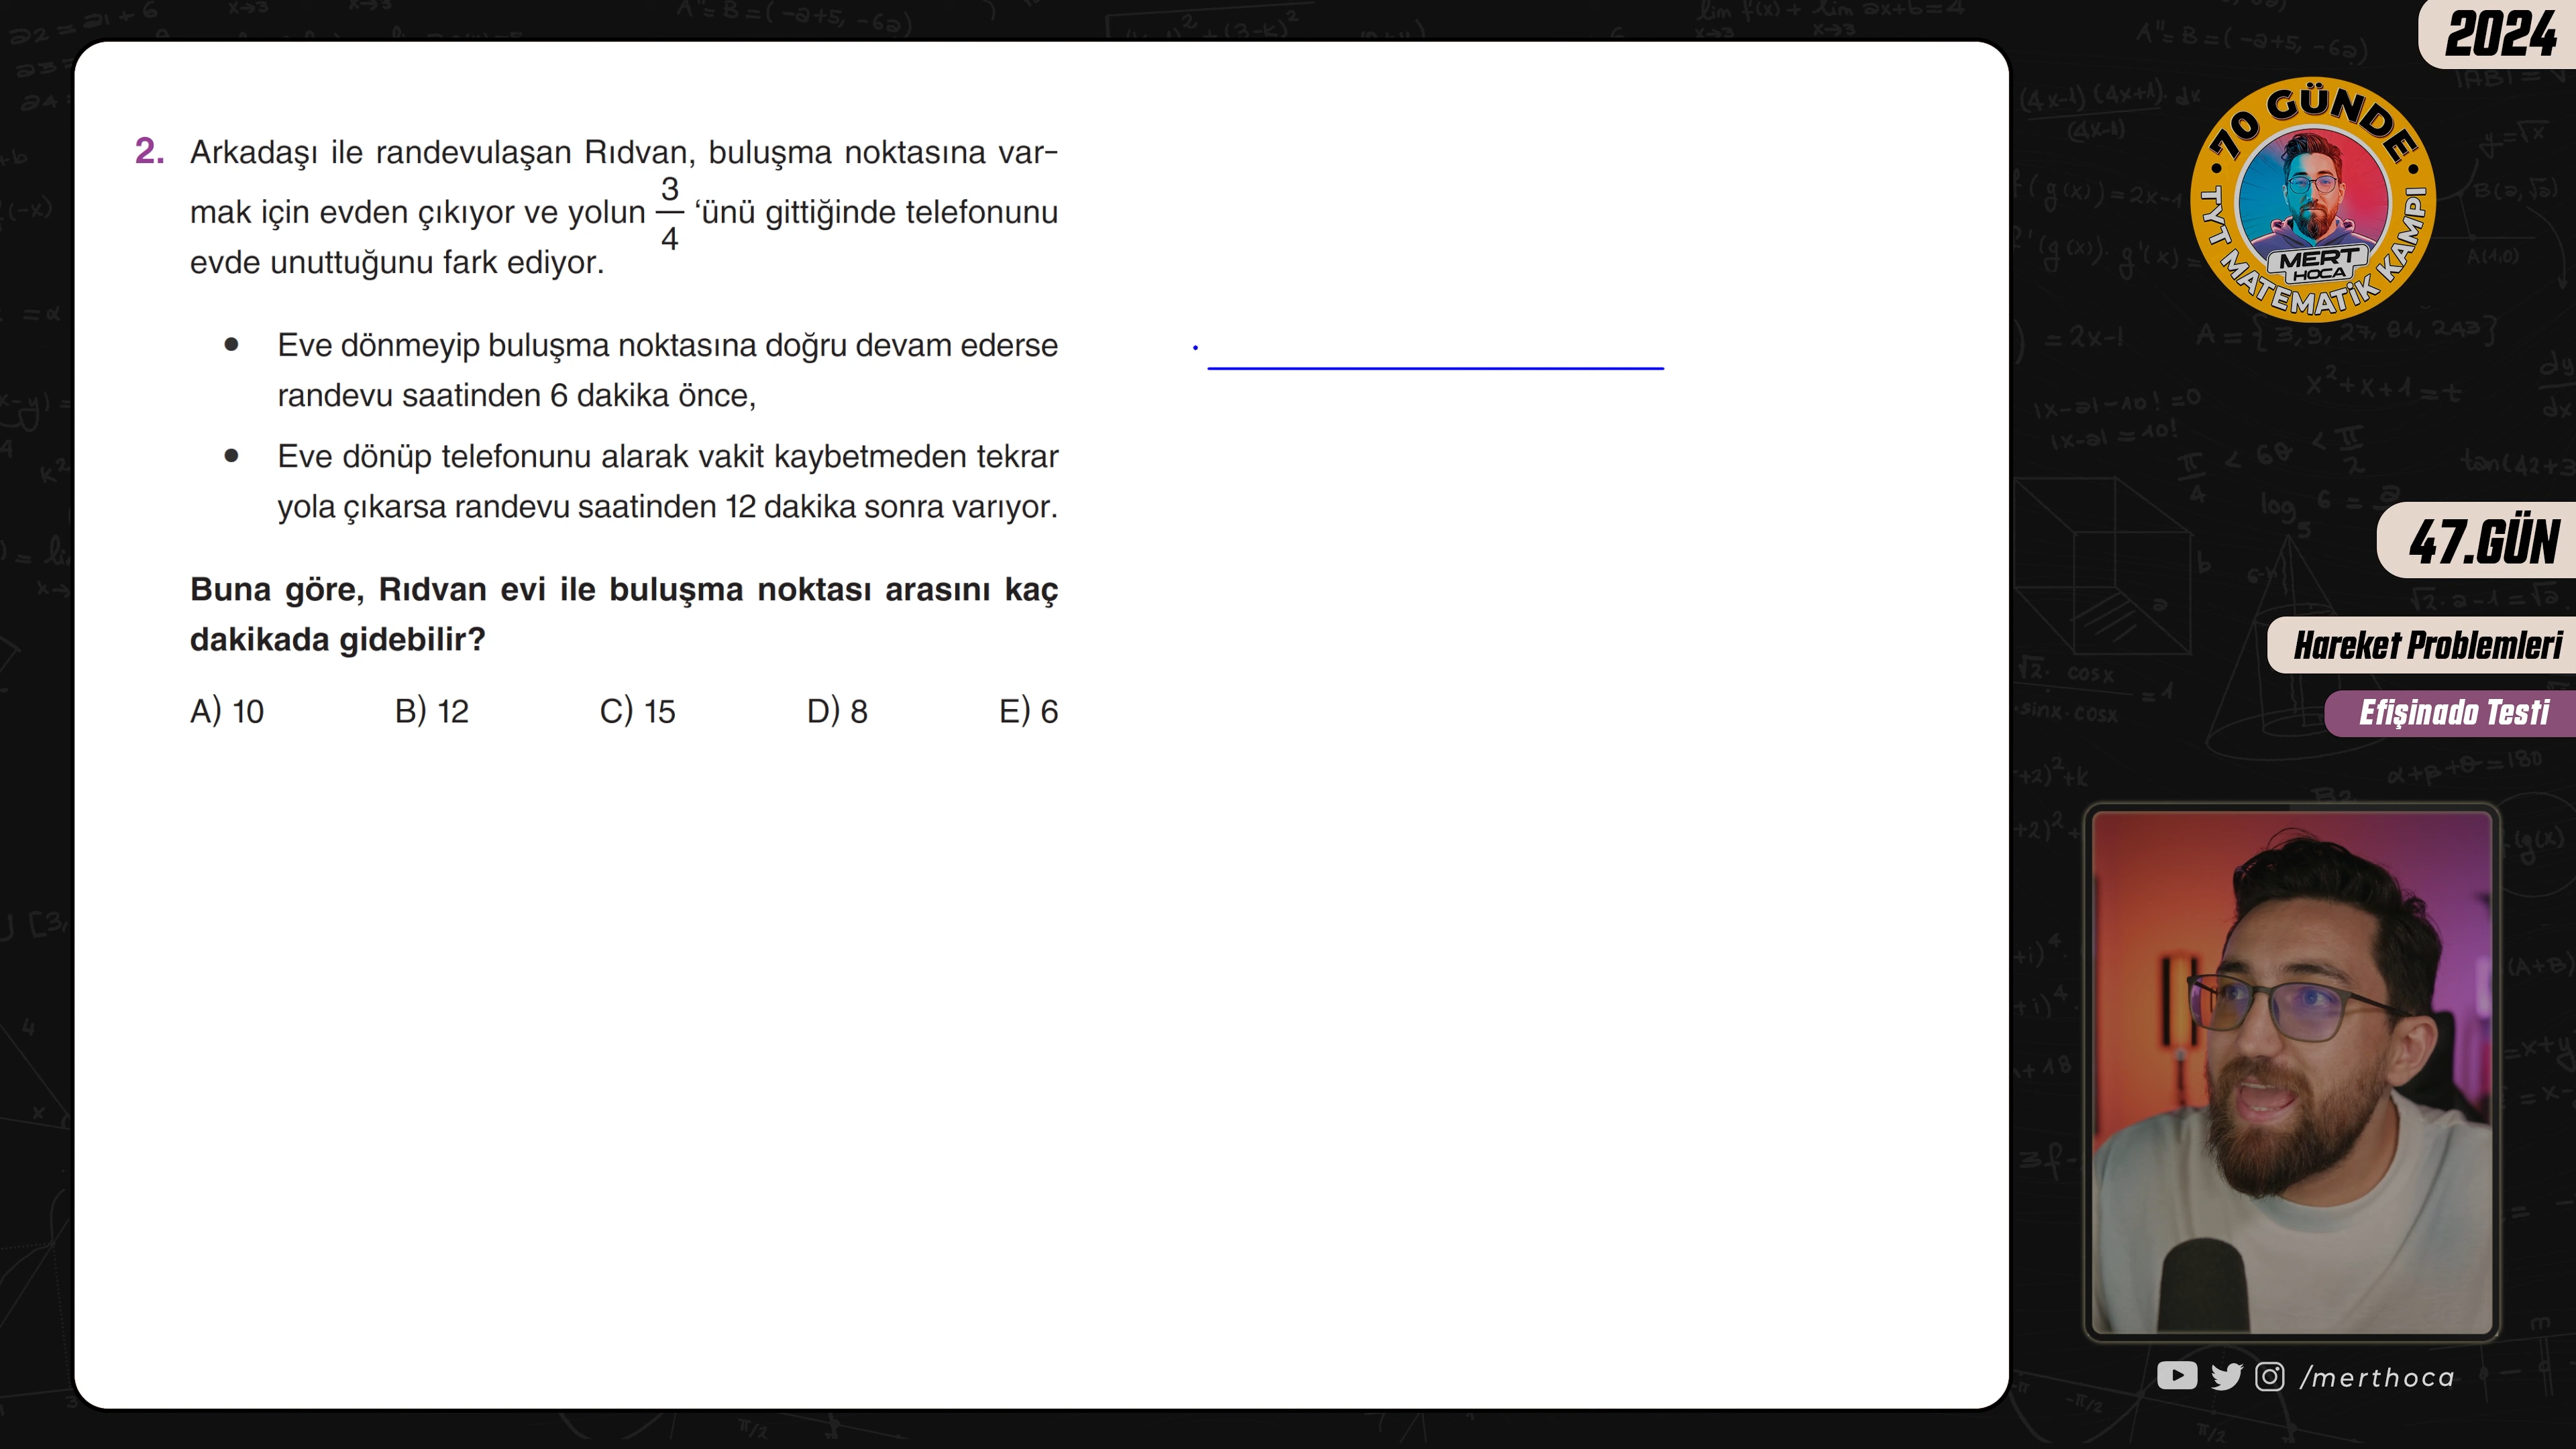 2024
70 GÜNDE
TYT MATEMATİK KAMPI
MERT
HOCA
2. Arkadaşı ile randevulaşan Rıdvan, buluşma noktasına var-
mak için evden çıkıyor ve yolun 3/4 ‘ünü gittiğinde telefonunu
evde unuttuğunu fark ediyor.
● Eve dönmeyip buluşma noktasına doğru devam ederse
randevu saatinden 6 dakika önce,
● Eve dönüp telefonunu alarak vakit kaybetmeden tekrar
yola çıkarsa randevu saatinden 12 dakika sonra varıyor.
Buna göre, Rıdvan evi ile buluşma noktası arasını kaç
dakikada gidebilir?
A) 10 B) 12 C) 15 D) 8 E) 6
47.GÜN
Hareket Problemleri
Efişinado Testi
/merthoca